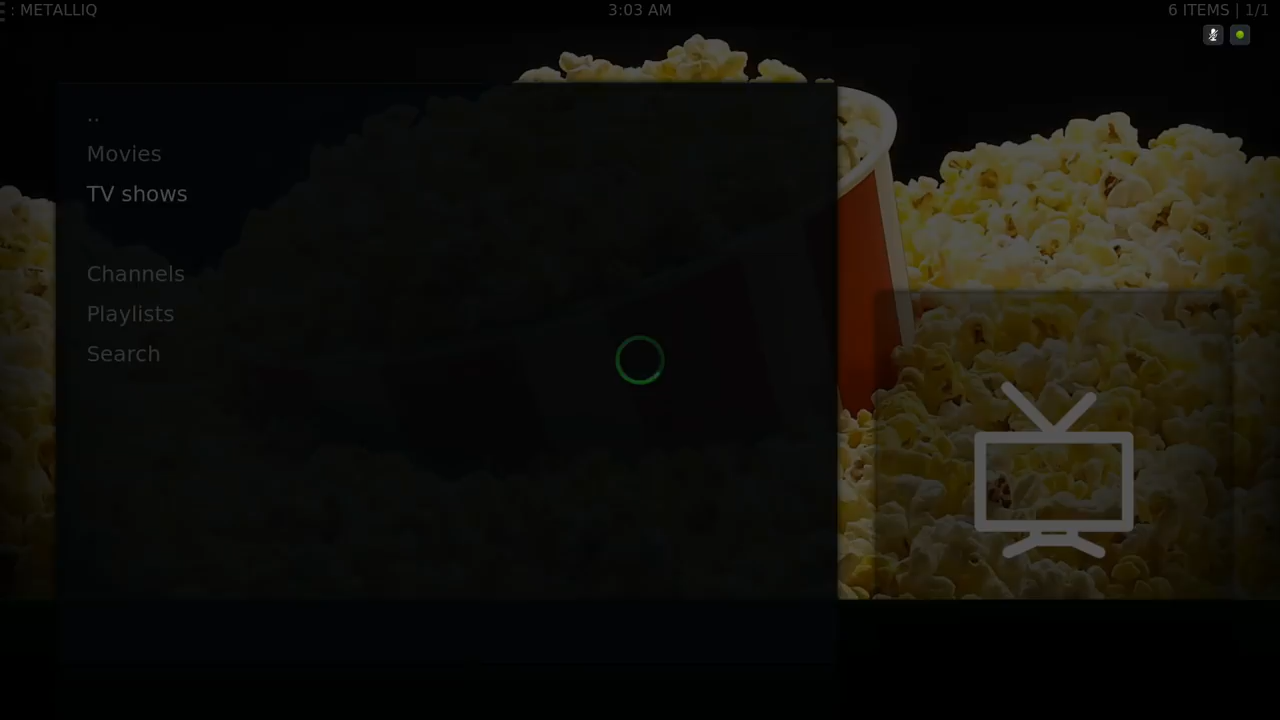 : METALLIQ
3:03 AM
6 ITEMS | 1/1
..
Movies
TV shows
Channels
Playlists
Search